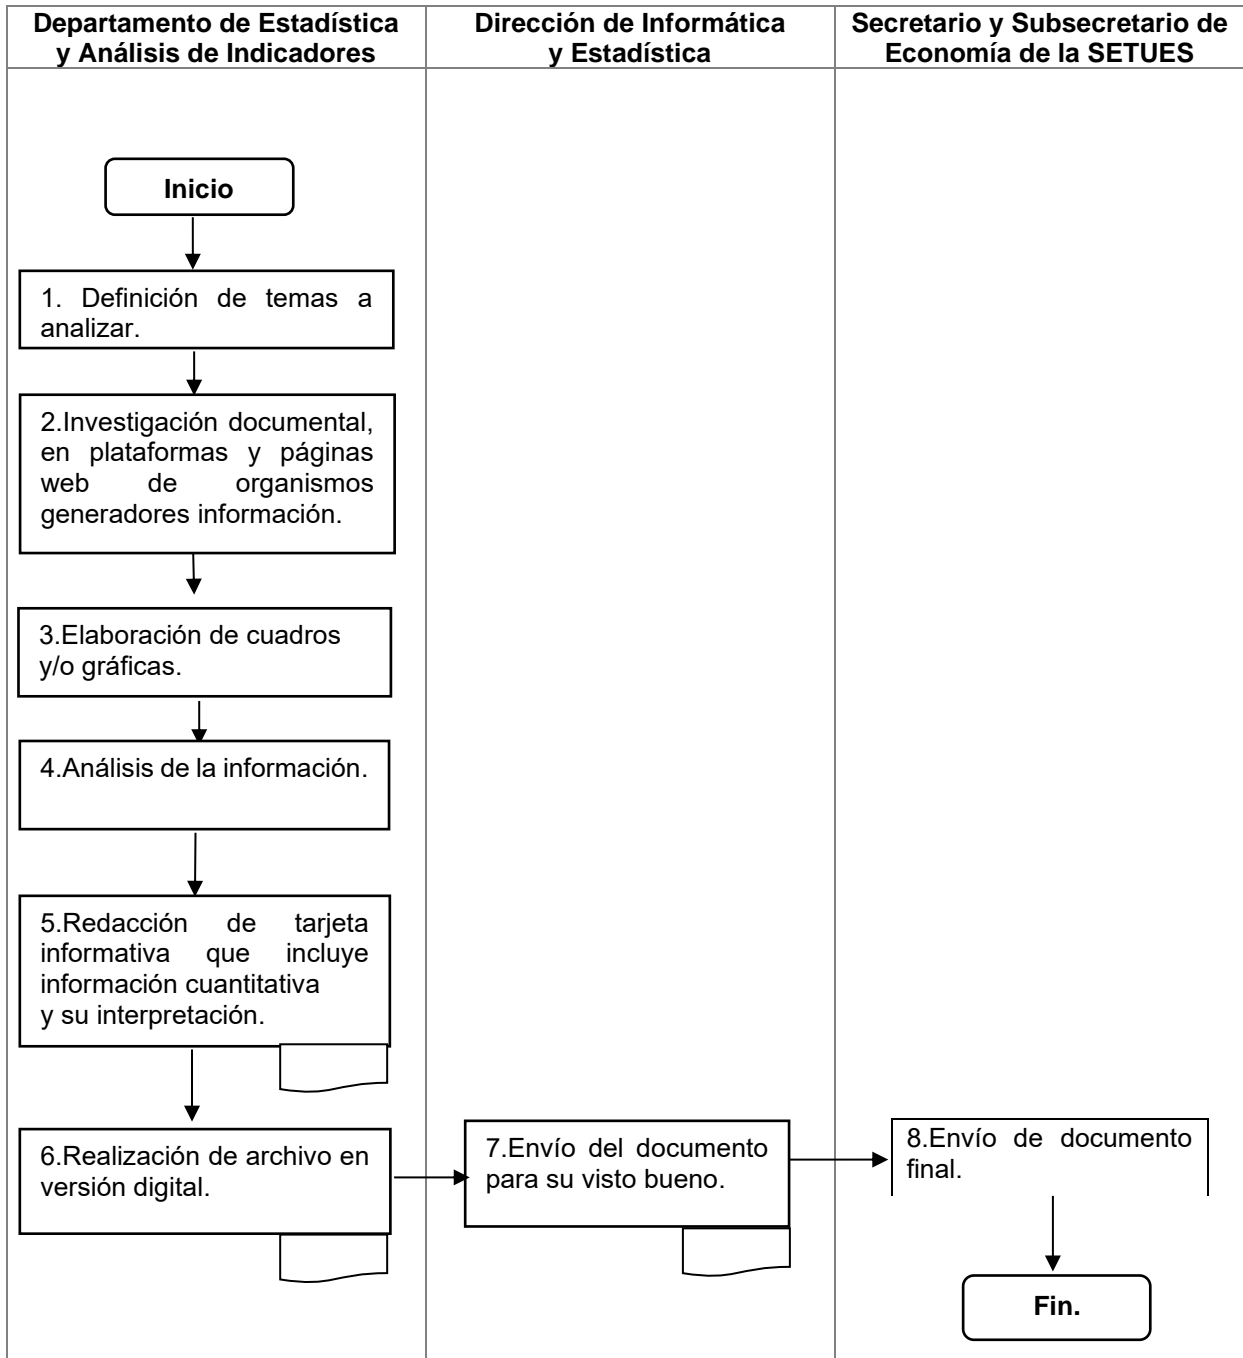 Departamento de Estadística
y Análisis de Indicadores
Dirección de Informática
y Estadística
Secretario y Subsecretario de
Economía de la SETUES
Inicio
1. Definición de temas a
analizar.
2.Investigación documental,
en plataformas y páginas
web de organismos
generadores información.
3.Elaboración de cuadros
y/o gráficas.
4.Análisis de la información.
5.Redacción de tarjeta
informativa que incluye
información cuantitativa
y su interpretación.
6.Realización de archivo en
versión digital.
7.Envío del documento
para su visto bueno.
8.Envío de documento
final.
Fin.